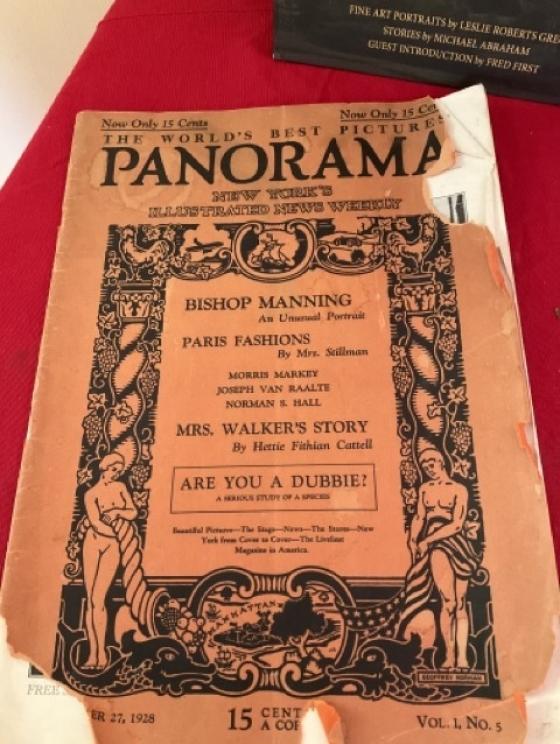 FINE ART PORTRAITS by LESLIE ROBERTS GRE
STORIES by MICHAEL ABRAHAM
GUEST INTRODUCTION by FRED FIRST
Now Only 15 Cents
Now Only 15 Cen
THE WORLD'S BEST PICTURES
PANORAMA
NEW YORK'S
ILLUSTRATED NEWS WEEKLY
BISHOP MANNING
An Unusual Portrait
PARIS FASHIONS
By Mrs. Stillman
MORRIS MARKEY
JOSEPH VAN RAALTE
NORMAN S. HALL
MRS. WALKER'S STORY
By Hettie Fithian Cattell
ARE YOU A DUBBIE?
A SERIOUS STUDY OF A SPECIES
Beautiful Pictures—The Stage—News—The Stores—New
York from Cover to Cover—The Liveliest
Magazine in America.
MANHATTAN
GEOFFREY NORMAN
FREE
ER 27, 1928
15 CENT
A COP
VOL. 1, No. 5